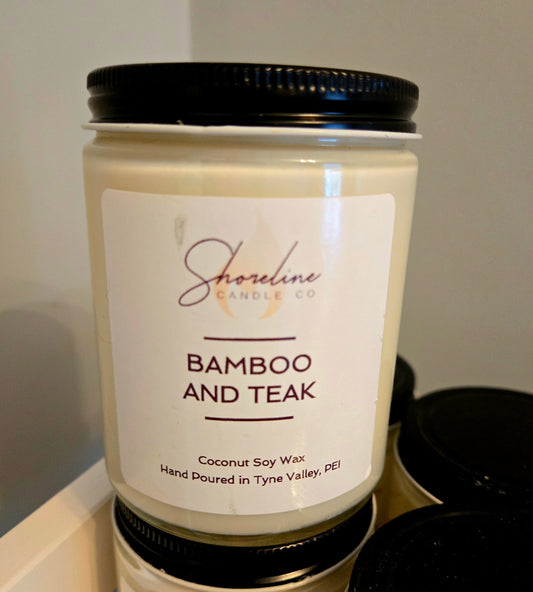 Shoreline
CANDLE CO
BAMBOO
AND TEAK
Coconut Soy Wax
Hand Poured in Tyne Valley, PEI